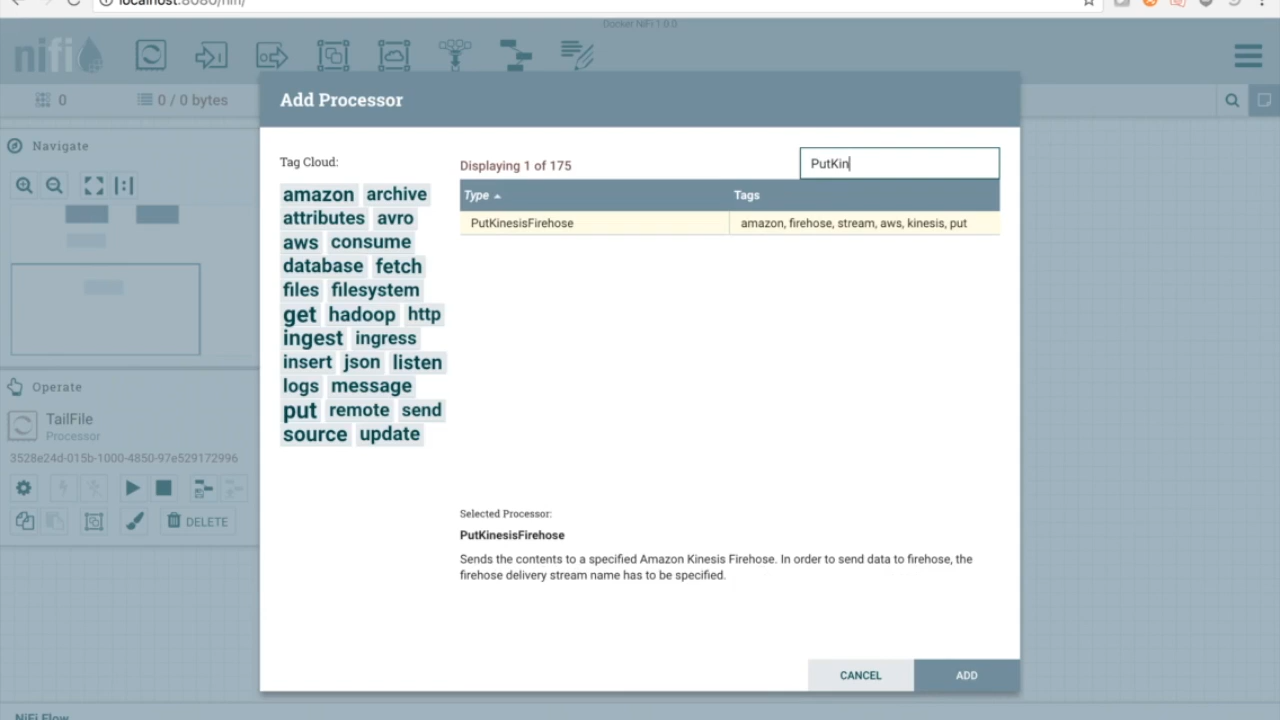 localhost:8080/nifi/
Docker NiFi 1.0.0
nifi
0
0 / 0 bytes
Add Processor
Navigate
Tag Cloud:
Displaying 1 of 175
PutKin
Type
Tags
PutKinesisFirehose
amazon, firehose, stream, aws, kinesis, put
amazon archive
attributes avro
aws consume
database fetch
files filesystem
get hadoop http
ingest ingress
insert json listen
logs message
put remote send
source update
Operate
TailFile
Processor
3528e24d-015b-1000-4850-97e529172996
DELETE
Selected Processor:
PutKinesisFirehose
Sends the contents to a specified Amazon Kinesis Firehose. In order to send data to firehose, the
firehose delivery stream name has to be specified.
CANCEL
ADD
NiFi Flow